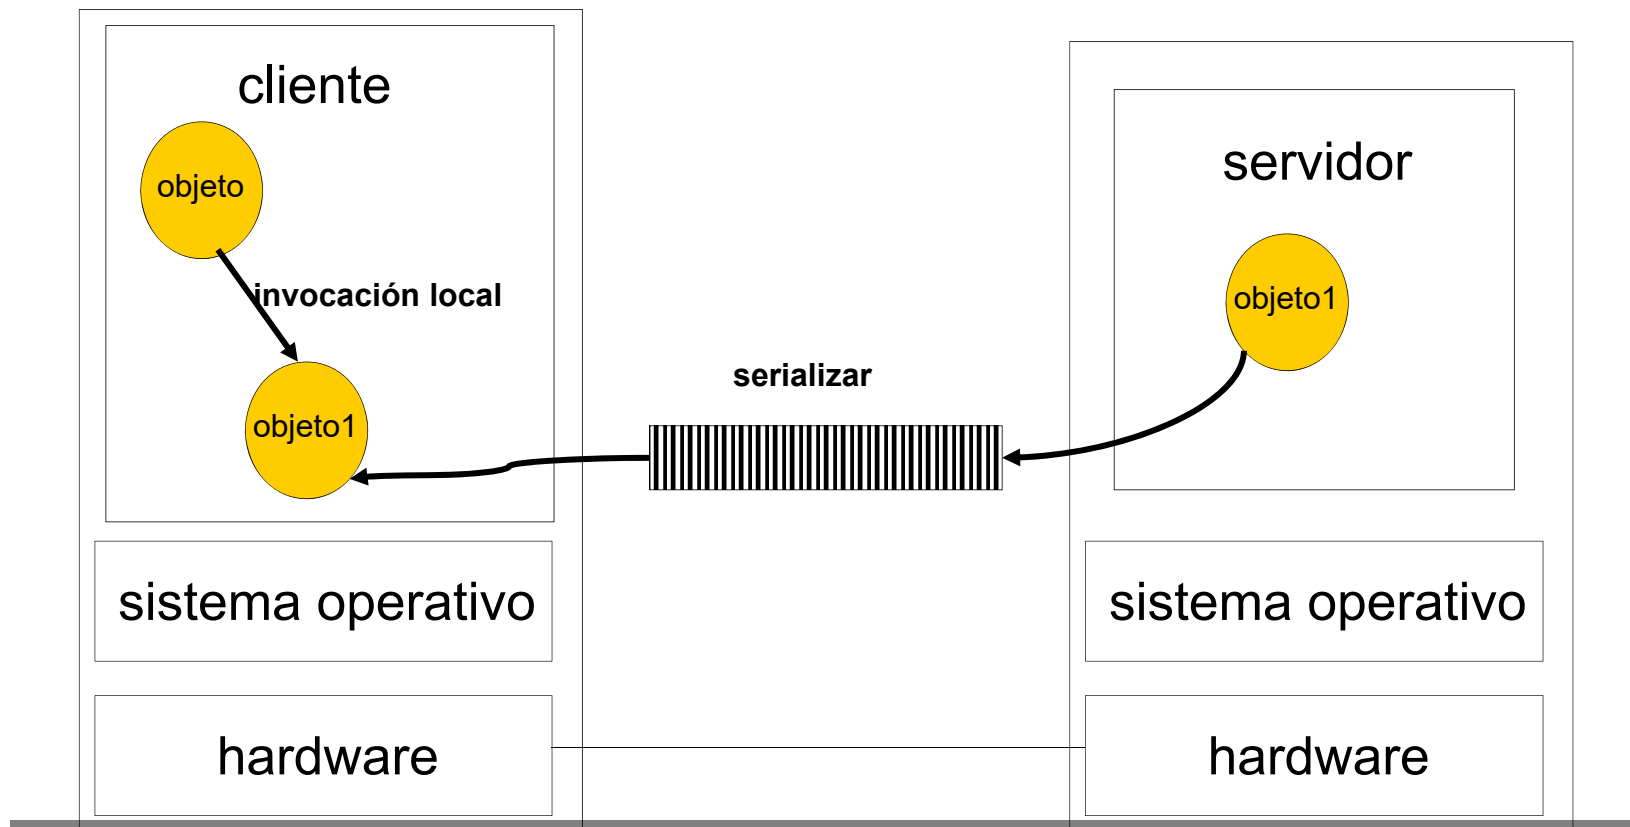 cliente
objeto
invocación local
objeto1
serializar
servidor
objeto1
sistema operativo
sistema operativo
hardware
hardware